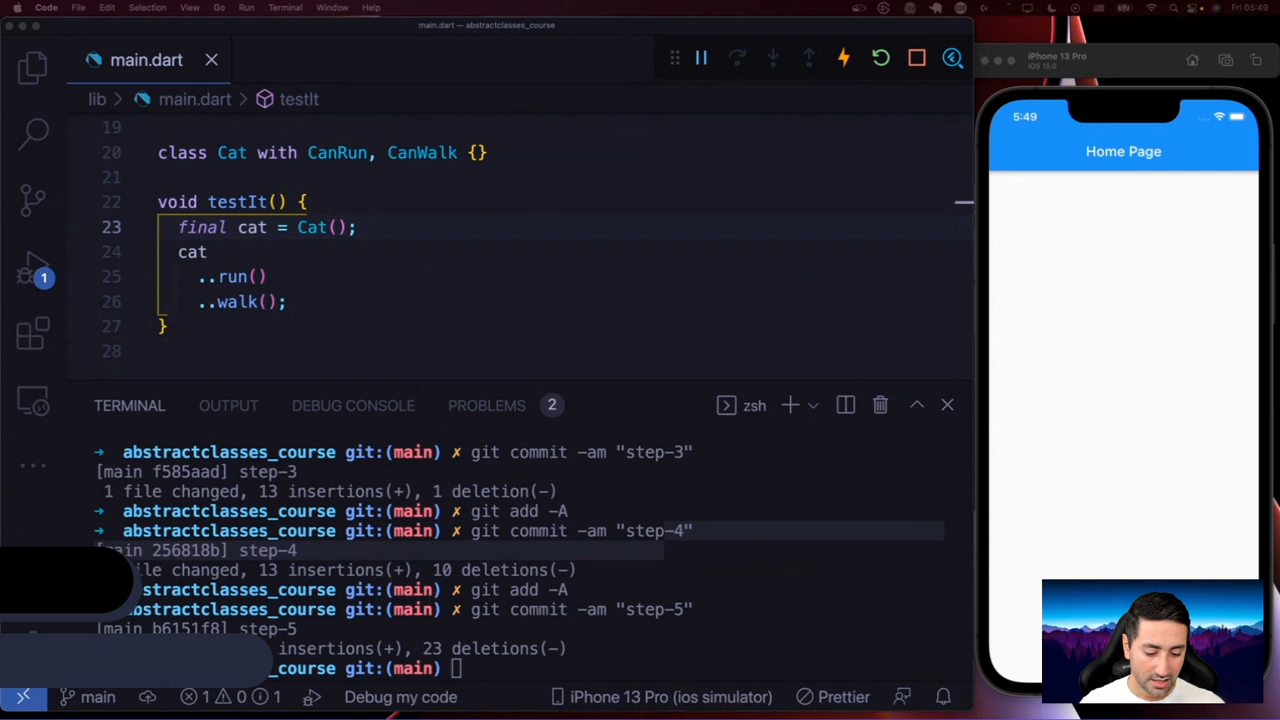 Code File Edit Selection View Go Run Terminal Window Help
Fri 05:49
main.dart — abstractclasses_course
main.dart
lib > main.dart > testIt
19
20 class Cat with CanRun, CanWalk {}
21
22 void testIt() {
23 final cat = Cat();
24 cat
25 ..run()
26 ..walk();
27 }
28
1
TERMINAL OUTPUT DEBUG CONSOLE PROBLEMS 2
zsh
➜ abstractclasses_course git:(main) ✗ git commit -am "step-3"
[main f585aad] step-3
1 file changed, 13 insertions(+), 1 deletion(-)
➜ abstractclasses_course git:(main) ✗ git add -A
➜ abstractclasses_course git:(main) ✗ git commit -am "step-4"
[main 256818b] step-4
file changed, 13 insertions(+), 10 deletions(-)
stractclasses_course git:(main) ✗ git add -A
stractclasses_course git:(main) ✗ git commit -am "step-5"
[main b6151f8] step-5
insertions(+), 23 deletions(-)
s_course git:(main) ✗
main 1 0 1 Debug my code iPhone 13 Pro (ios simulator) Prettier
iPhone 13 Pro
iOS 16.0
5:49
Home Page